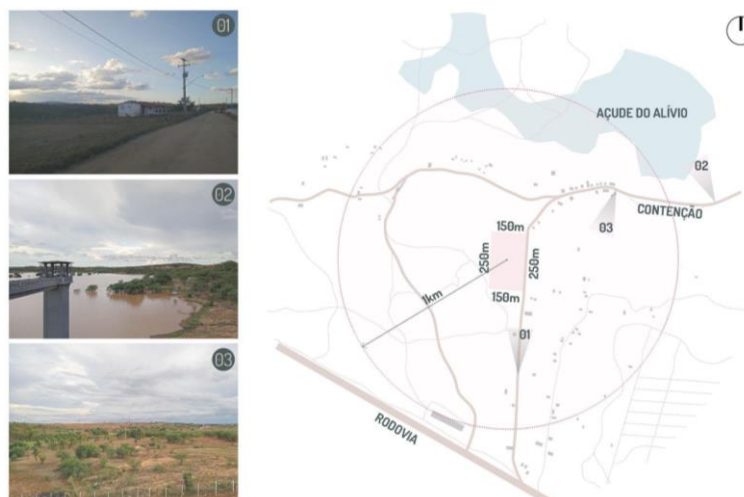 01
02
03
AÇUDE DO ALÍVIO
02
CONTENÇÃO
03
150m
250m
250m
150m
1km
01
RODOVIA